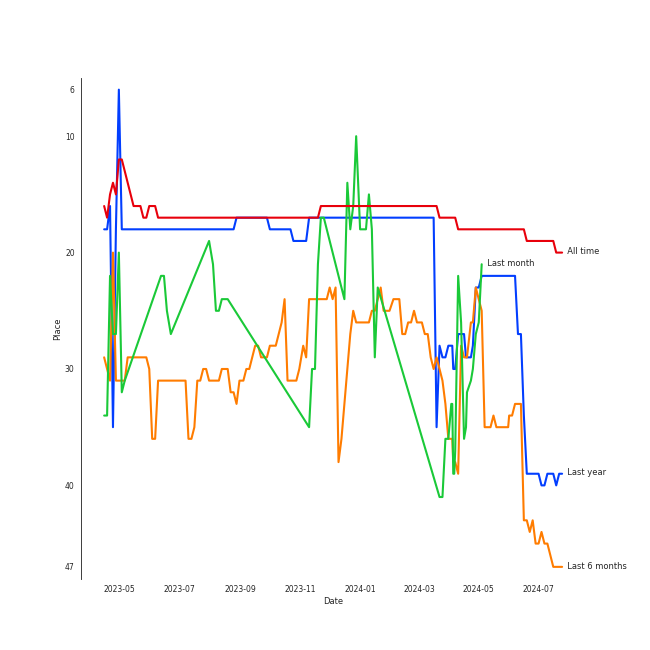 6
10
20
30
40
47
Place
All time
Last month
Last year
Last 6 months
2023-05 2023-07 2023-09 2023-11 2024-01 2024-03 2024-05 2024-07
Date